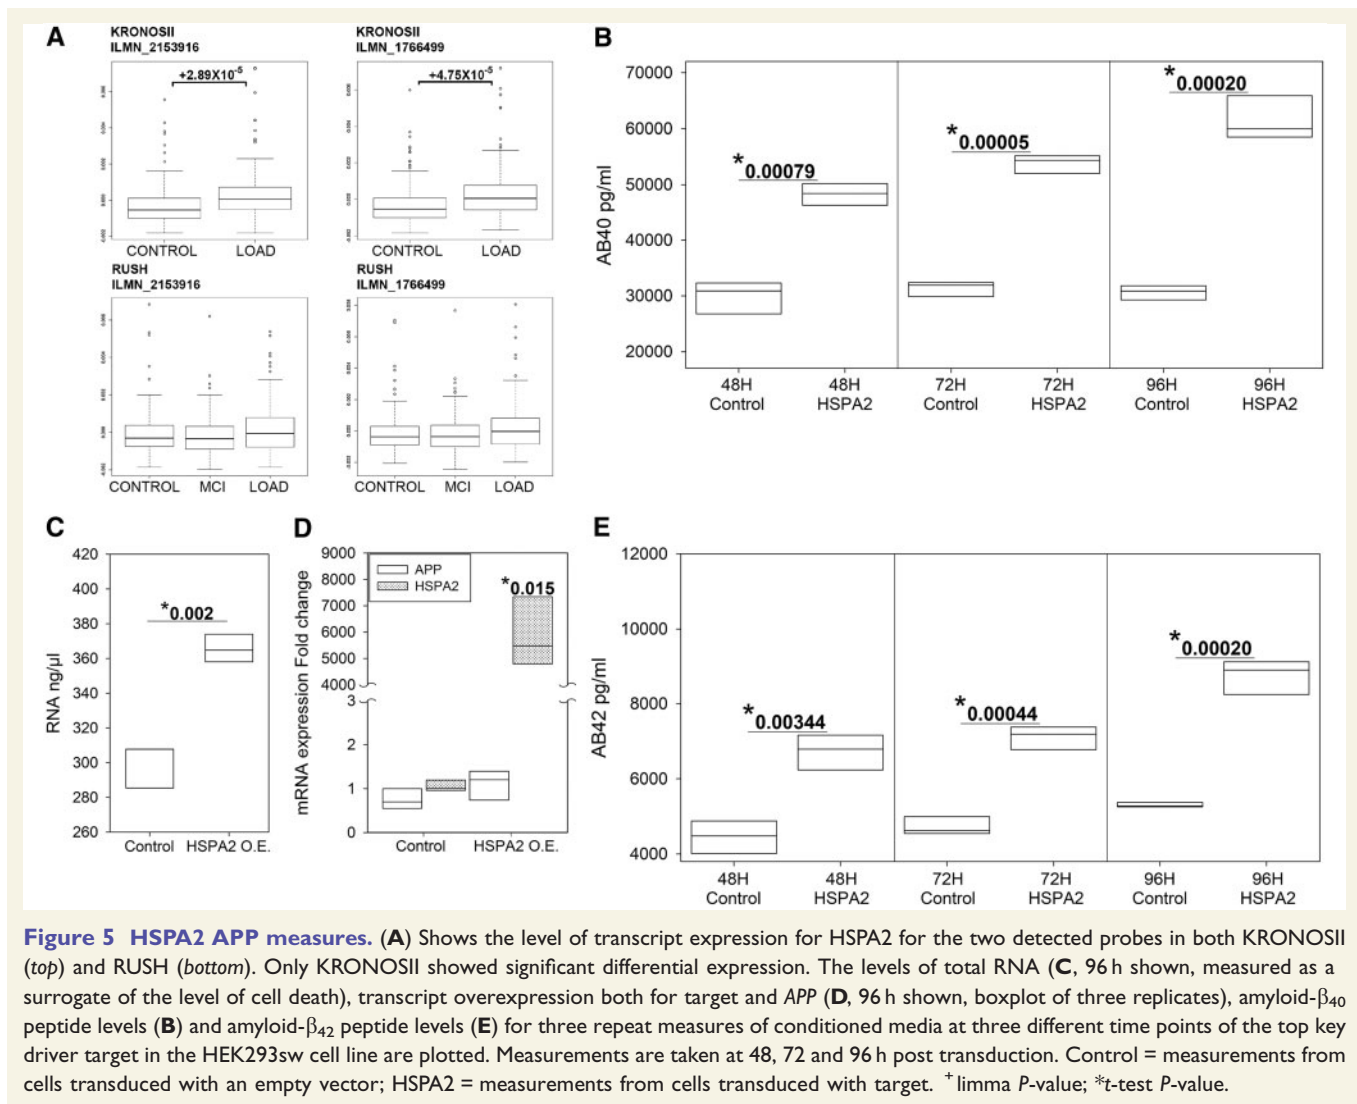 A
KRONOSII
ILMN_2153916
+2.89X10-5
CONTROL LOAD
KRONOSII
ILMN_1766499
+4.75X10-5
CONTROL LOAD
RUSH
ILMN_2153916
CONTROL MCI LOAD
RUSH
ILMN_1766499
CONTROL MCI LOAD
B
AB40 pg/ml
70000
60000
50000
40000
30000
20000
*0.00079
*0.00005
*0.00020
48H 48H 72H 72H 96H 96H
Control HSPA2 Control HSPA2 Control HSPA2
C
RNA ng/µl
420
400
380
360
340
320
300
280
260
*0.002
Control HSPA2 O.E.
D
mRNA expression Fold change
9000
8000
7000
6000
5000
4000
3
2
1
0
APP
HSPA2
*0.015
Control HSPA2 O.E.
E
AB42 pg/ml
12000
10000
8000
6000
4000
*0.00344
*0.00044
*0.00020
48H 48H 72H 72H 96H 96H
Control HSPA2 Control HSPA2 Control HSPA2
Figure 5 HSPA2 APP measures. (A) Shows the level of transcript expression for HSPA2 for the two detected probes in both KRONOSII
(top) and RUSH (bottom). Only KRONOSII showed significant differential expression. The levels of total RNA (C, 96 h shown, measured as a
surrogate of the level of cell death), transcript overexpression both for target and APP (D, 96 h shown, boxplot of three replicates), amyloid-β40
peptide levels (B) and amyloid-β42 peptide levels (E) for three repeat measures of conditioned media at three different time points of the top key
driver target in the HEK293sw cell line are plotted. Measurements are taken at 48, 72 and 96 h post transduction. Control = measurements from
cells transduced with an empty vector; HSPA2 = measurements from cells transduced with target. +limma P-value; *t-test P-value.